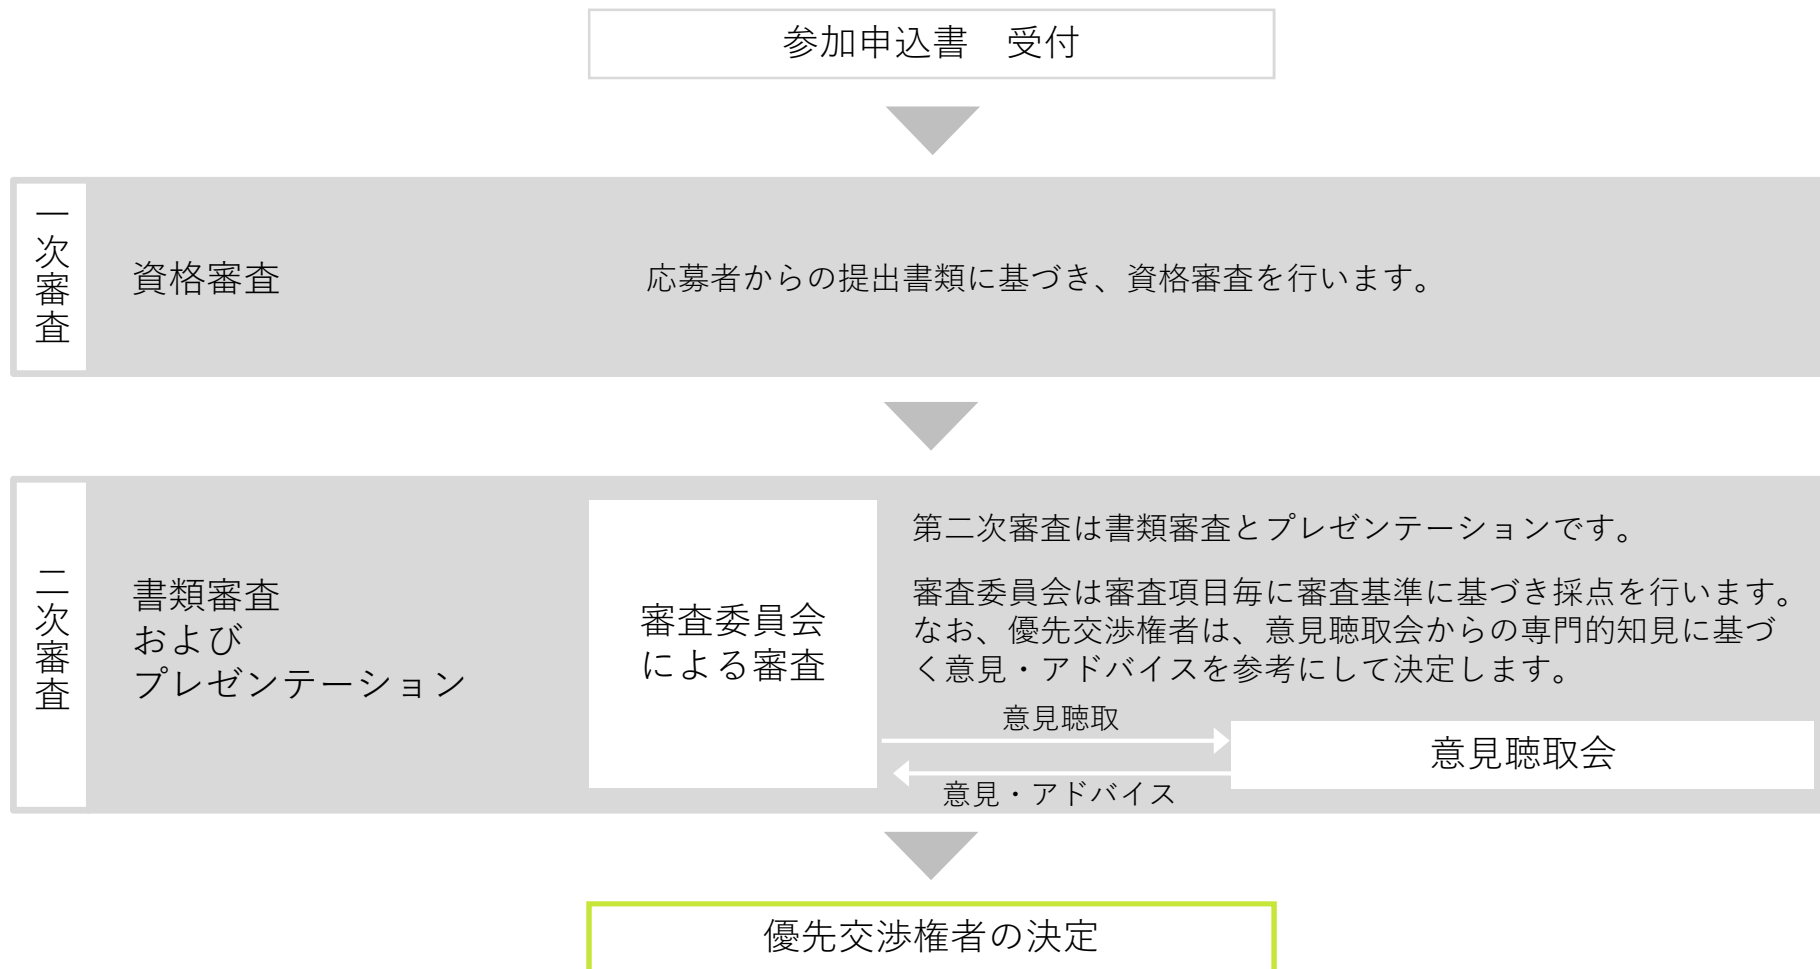 参加申込書　受付
一次審査
資格審査
応募者からの提出書類に基づき、資格審査を行います。
二次審査
書類審査
および
プレゼンテーション
審査委員会
による審査
第二次審査は書類審査とプレゼンテーションです。
審査委員会は審査項目毎に審査基準に基づき採点を行います。
なお、優先交渉権者は、意見聴取会からの専門的知見に基づ
く意見・アドバイスを参考にして決定します。
意見聴取
意見聴取会
意見・アドバイス
優先交渉権者の決定